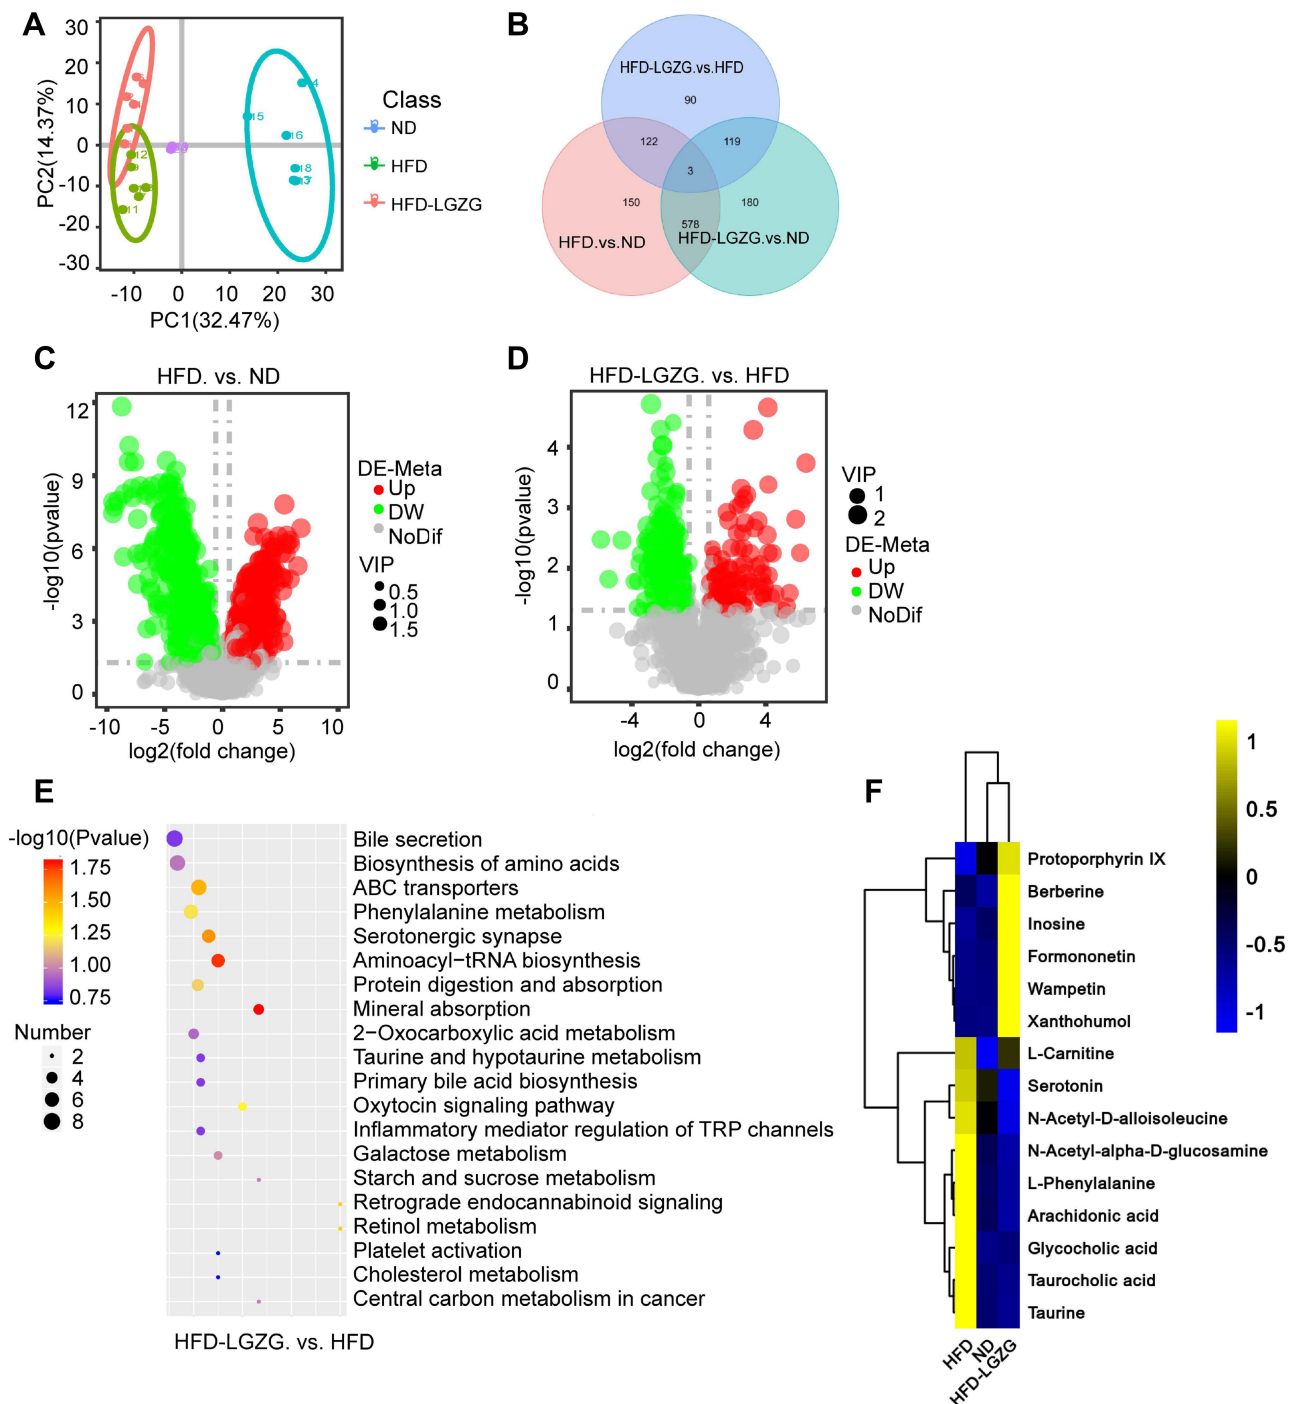 A
30
20
10
0
-10
-20
-30
PC2(14.37%)
-10 0 10 20 30
PC1(32.47%)
4
15
16
18
12
11
Class
ND
HFD
HFD-LGZG
B
HFD-LGZG.vs.HFD
90
122
119
3
150
180
578
HFD.vs.ND
HFD-LGZG.vs.ND
C
HFD. vs. ND
12
9
6
3
0
-log10(pvalue)
-10 -5 0 5 10
log2(fold change)
DE-Meta
Up
DW
NoDif
VIP
0.5
1.0
1.5
D
HFD-LGZG. vs. HFD
4
3
2
1
0
-log10(pvalue)
-4 0 4
log2(fold change)
VIP
1
2
DE-Meta
Up
DW
NoDif
E
-log10(Pvalue)
1.75
1.50
1.25
1.00
0.75
Number
2
4
6
8
Bile secretion
Biosynthesis of amino acids
ABC transporters
Phenylalanine metabolism
Serotonergic synapse
Aminoacyl−tRNA biosynthesis
Protein digestion and absorption
Mineral absorption
2−Oxocarboxylic acid metabolism
Taurine and hypotaurine metabolism
Primary bile acid biosynthesis
Oxytocin signaling pathway
Inflammatory mediator regulation of TRP channels
Galactose metabolism
Starch and sucrose metabolism
Retrograde endocannabinoid signaling
Retinol metabolism
Platelet activation
Cholesterol metabolism
Central carbon metabolism in cancer
HFD-LGZG. vs. HFD
F
1
0.5
0
-0.5
-1
Protoporphyrin IX
Berberine
Inosine
Formononetin
Wampetin
Xanthohumol
L-Carnitine
Serotonin
N-Acetyl-D-alloisoleucine
N-Acetyl-alpha-D-glucosamine
L-Phenylalanine
Arachidonic acid
Glycocholic acid
Taurocholic acid
Taurine
HFD
ND
HFD-LGZG